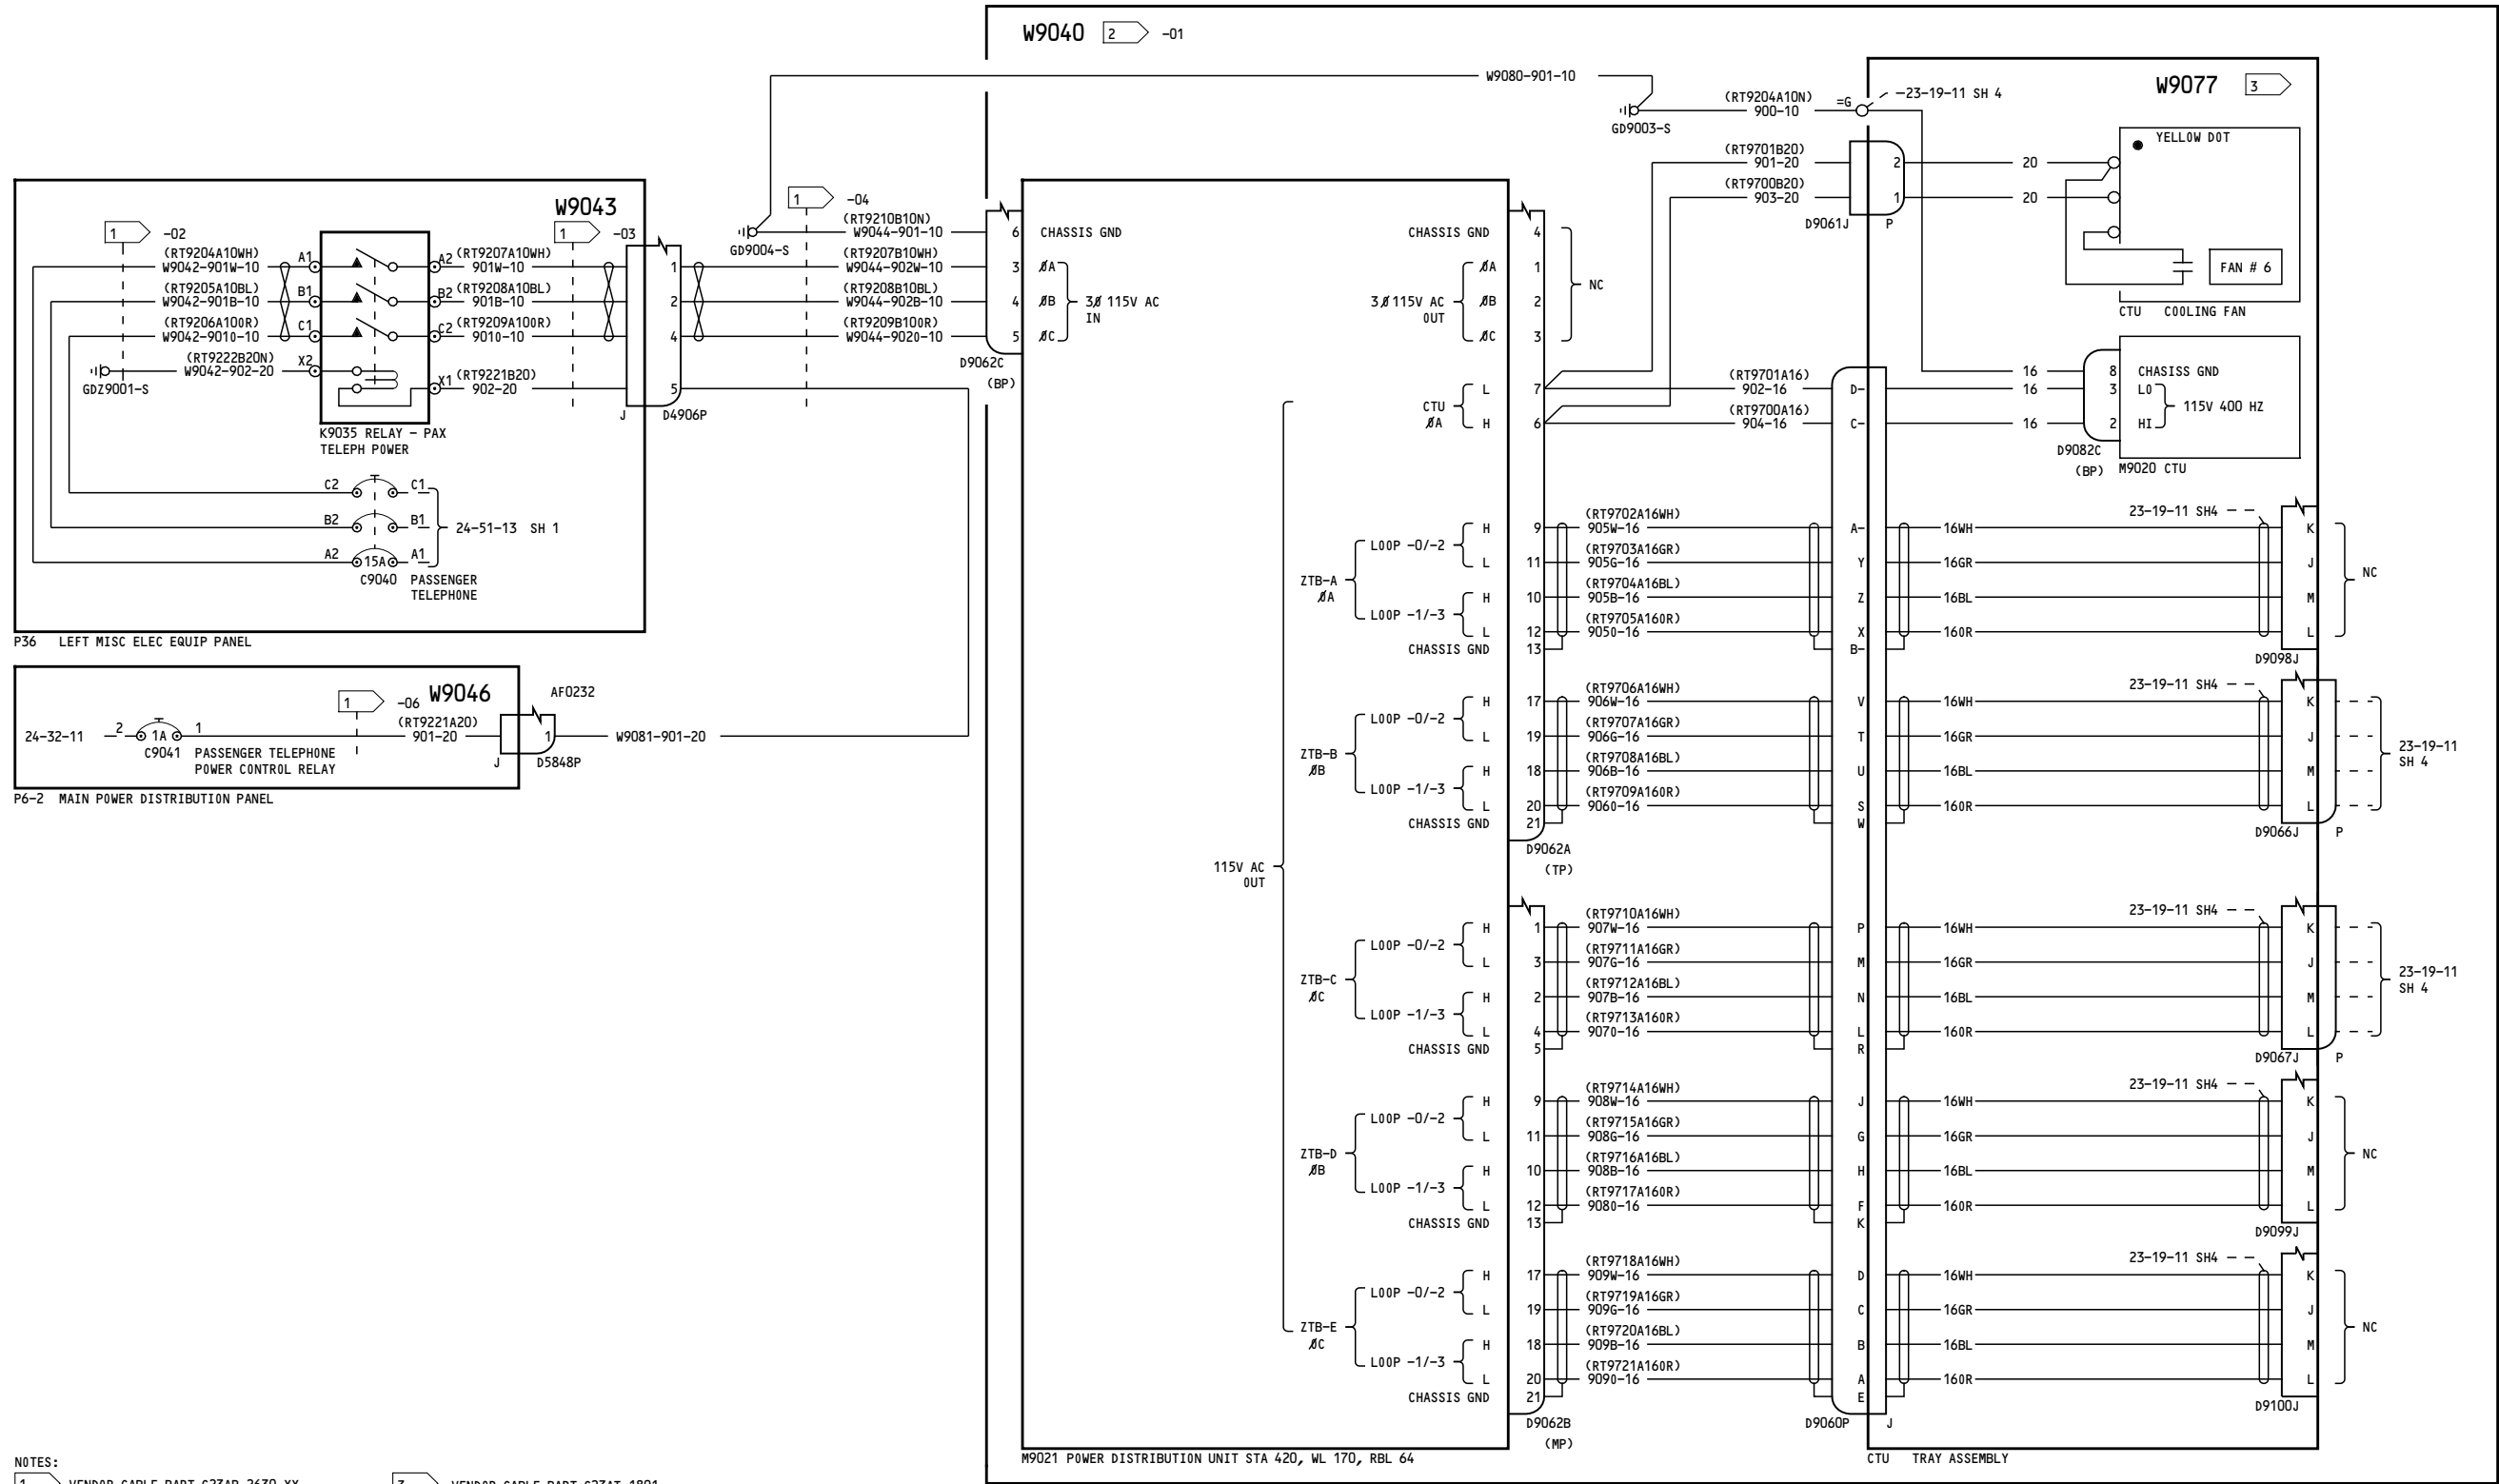 W9040 2 -01
W9080-901-10
GD9003-S
(RT9204A10N)
900-10
=G
23-19-11 SH 4
W9077 3
YELLOW DOT
(RT9701B20)
901-20
2
20
(RT9700B20)
903-20
1
20
D9061J P
FAN # 6
CTU COOLING FAN
W9043
1 -02
1 -03
1 -04
(RT9204A10WH)
W9042-901W-10
A1
A2
(RT9207A10WH)
901W-10
1
(RT9205A10BL)
W9042-901B-10
B1
B2
(RT9208A10BL)
901B-10
2
(RT9206A100R)
W9042-9010-10
C1
C2
(RT9209A100R)
9010-10
4
(RT9222B20N)
W9042-902-20
X2
GDZ9001-S
X1
(RT9221B20)
902-20
5
J D4906P
K9035 RELAY - PAX
TELEPH POWER
C2 C1
B2 B1
24-51-13 SH 1
A2 15A A1
C9040 PASSENGER
TELEPHONE
P36 LEFT MISC ELEC EQUIP PANEL
GD9004-S
(RT9210B10N)
W9044-901-10
6
CHASSIS GND
(RT9207B10WH)
W9044-902W-10
3
ØA
(RT9208B10BL)
W9044-902B-10
4
ØB
3Ø 115V AC
IN
(RT9209B100R)
W9044-9020-10
5
ØC
D9062C
(BP)
W9046
1 -06
AF0232
24-32-11
2 1A 1
C9041 PASSENGER TELEPHONE
POWER CONTROL RELAY
(RT9221A20)
901-20
1
J D5848P
W9081-901-20
P6-2 MAIN POWER DISTRIBUTION PANEL
CHASSIS GND 4
ØA 1
3Ø 115V AC
OUT
ØB 2
ØC 3
NC
CTU
ØA
L 7
H 6
(RT9701A16)
902-16
D-
(RT9700A16)
904-16
C-
16 8 CHASISS GND
16 3 LO
16 2 HI
115V 400 HZ
D9082C
(BP)
M9020 CTU
115V AC
OUT
ZTB-A
ØA
LOOP -0/-2
LOOP -1/-3
H 9 (RT9702A16WH)
905W-16 A- 16WH K
L 11 (RT9703A16GR)
905G-16 Y 16GR J
H 10 (RT9704A16BL)
905B-16 Z 16BL M
L 12 (RT9705A160R)
9050-16 X 160R L
CHASSIS GND 13 B-
23-19-11 SH4
NC
D9098J
ZTB-B
ØB
LOOP -0/-2
LOOP -1/-3
H 17 (RT9706A16WH)
906W-16 V 16WH K
L 19 (RT9707A16GR)
906G-16 T 16GR J
H 18 (RT9708A16BL)
906B-16 U 16BL M
L 20 (RT9709A160R)
9060-16 S 160R L
CHASSIS GND 21 W
23-19-11 SH4
23-19-11
SH 4
D9066J P
D9062A
(TP)
ZTB-C
ØC
LOOP -0/-2
LOOP -1/-3
H 1 (RT9710A16WH)
907W-16 P 16WH K
L 3 (RT9711A16GR)
907G-16 M 16GR J
H 2 (RT9712A16BL)
907B-16 N 16BL M
L 4 (RT9713A160R)
9070-16 L 160R L
CHASSIS GND 5 R
23-19-11 SH4
23-19-11
SH 4
D9067J P
ZTB-D
ØB
LOOP -0/-2
LOOP -1/-3
H 9 (RT9714A16WH)
908W-16 J 16WH K
L 11 (RT9715A16GR)
908G-16 G 16GR J
H 10 (RT9716A16BL)
908B-16 H 16BL M
L 12 (RT9717A160R)
9080-16 F 160R L
CHASSIS GND 13 K
23-19-11 SH4
NC
D9099J
ZTB-E
ØC
LOOP -0/-2
LOOP -1/-3
H 17 (RT9718A16WH)
909W-16 D 16WH K
L 19 (RT9719A16GR)
909G-16 C 16GR J
H 18 (RT9720A16BL)
909B-16 B 16BL M
L 20 (RT9721A160R)
9090-16 A 160R L
CHASSIS GND 21 E
23-19-11 SH4
NC
D9100J
D9062B
(MP)
D9060P J
M9021 POWER DISTRIBUTION UNIT STA 420, WL 170, RBL 64
CTU TRAY ASSEMBLY
NOTES: